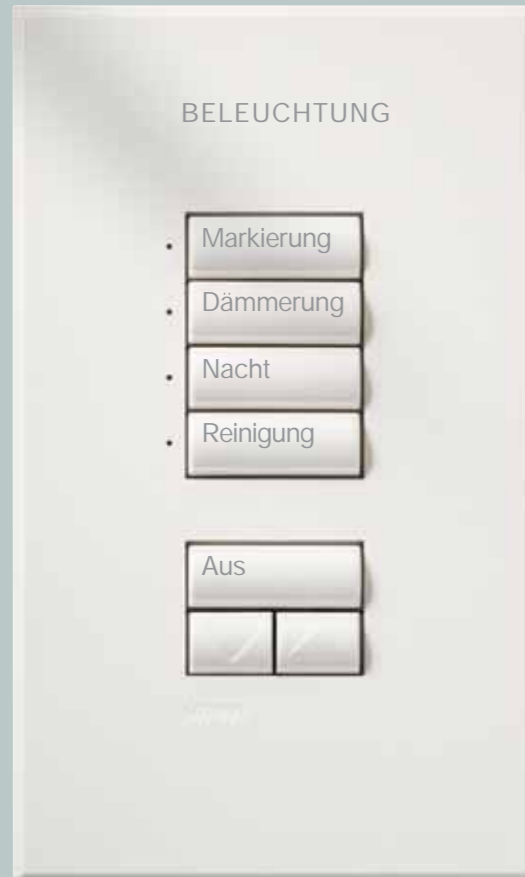 BELEUCHTUNG
Markierung
Dämmerung
Nacht
Reinigung
Aus